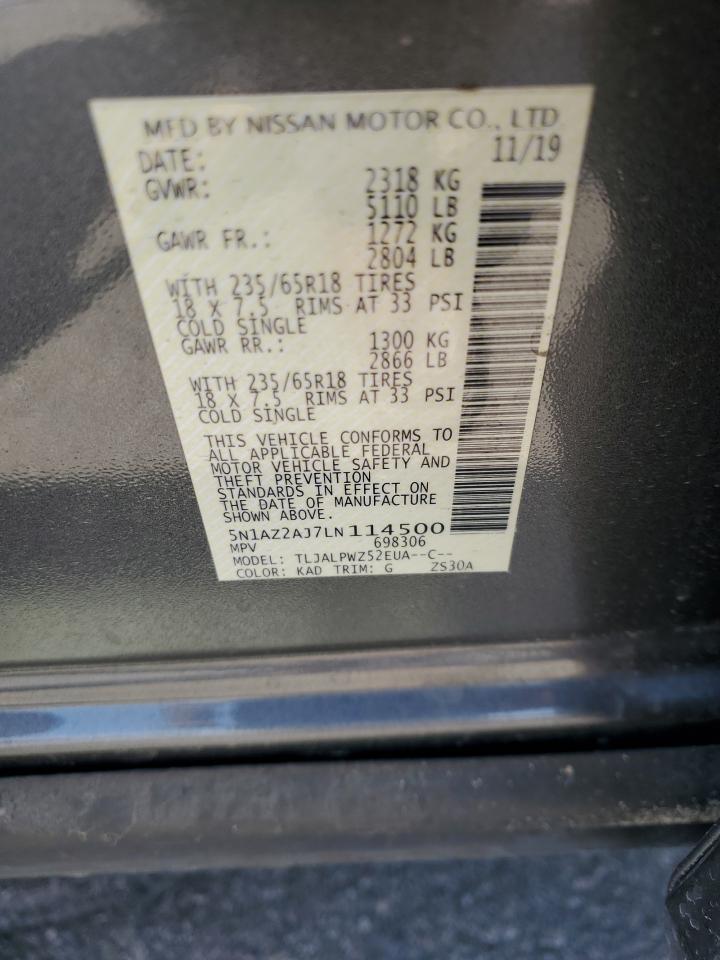 MFD BY NISSAN MOTOR CO., LTD
DATE: 11/19
GVWR: 2318 KG
5110 LB
GAWR FR.: 1272 KG
2804 LB
WITH 235/65R18 TIRES
18 X 7.5 RIMS AT 33 PSI
COLD SINGLE
GAWR RR.: 1300 KG
2866 LB
WITH 235/65R18 TIRES
18 X 7.5 RIMS AT 33 PSI
COLD SINGLE
THIS VEHICLE CONFORMS TO
ALL APPLICABLE FEDERAL
MOTOR VEHICLE SAFETY AND
THEFT PREVENTION
STANDARDS IN EFFECT ON
THE DATE OF MANUFACTURE
SHOWN ABOVE.
5N1AZ2AJ7LN114500
MPV 698306
MODEL: TLJALPWZ52EUA--C--
COLOR: KAD TRIM: G ZS30A